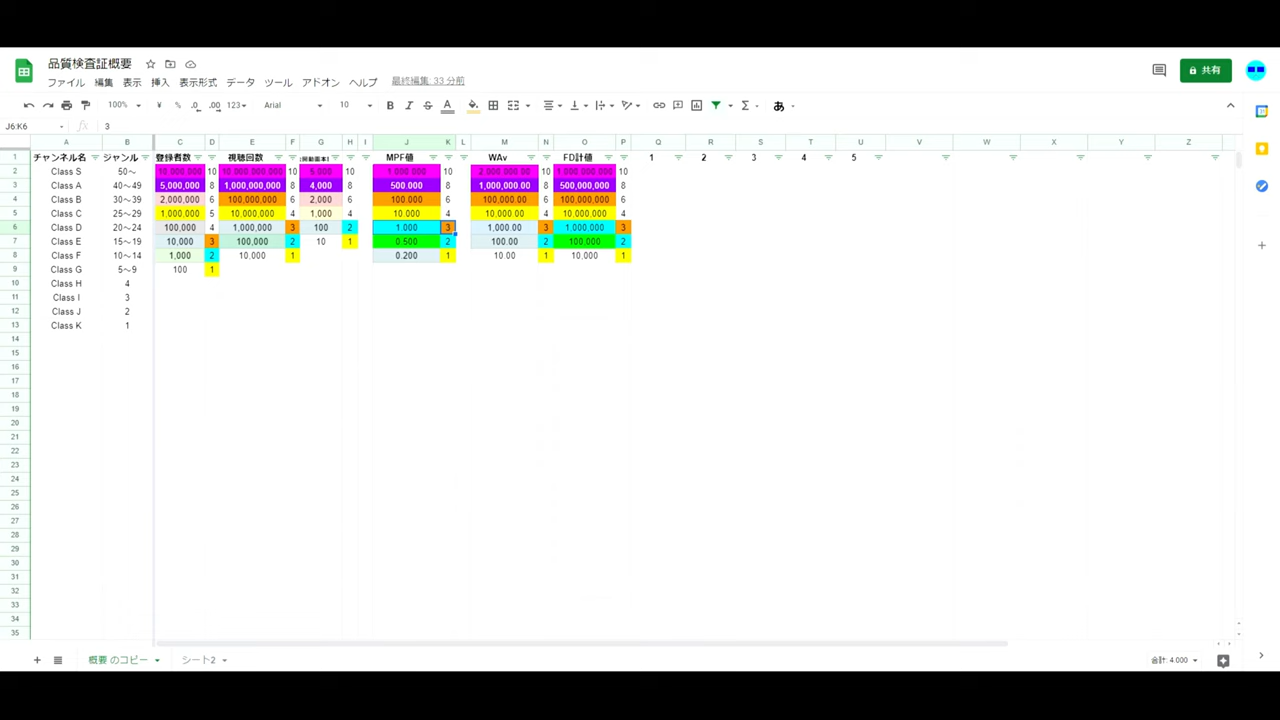 品質検査証概要
ファイル 編集 表示 挿入 表示形式 データ ツール アドオン ヘルプ 最終編集: 33 分前
共有
100% ¥ % .0 .00 123 Arial 10 B I S A Σ あ
J6:K6 fx 3
A B C D E F G H I J K L M N O P Q R S T U V W X Y Z
1 チャンネル名 ジャンル 登録者数 視聴回数 MPF値 WAv FD計値 1 2 3 4 5
2 Class S 50～ 10,000,000 10 10,000,000,000 10 5,000 10 1,000.000 10 2,000,000.00 10 1,000,000,000 10
3 Class A 40～49 5,000,000 8 1,000,000,000 8 4,000 8 500.000 8 1,000,000.00 8 500,000,000 8
4 Class B 30～39 2,000,000 6 100,000,000 6 2,000 6 100.000 6 100,000.00 6 100,000,000 6
5 Class C 25～29 1,000,000 5 10,000,000 4 1,000 4 10.000 4 10,000.00 4 10,000,000 4
6 Class D 20～24 100,000 4 1,000,000 3 100 2 1.000 3 1,000.00 3 1,000,000 3
7 Class E 15～19 10,000 3 100,000 2 10 1 0.500 2 100.00 2 100,000 2
8 Class F 10～14 1,000 2 10,000 1 0.200 1 10.00 1 10,000 1
9 Class G 5～9 100 1
10 Class H 4
11 Class I 3
12 Class J 2
13 Class K 1
14
15
16
17
18
19
20
21
22
23
24
25
26
27
28
29
30
31
32
33
34
35
概要 のコピー シート2 合計: 4.000